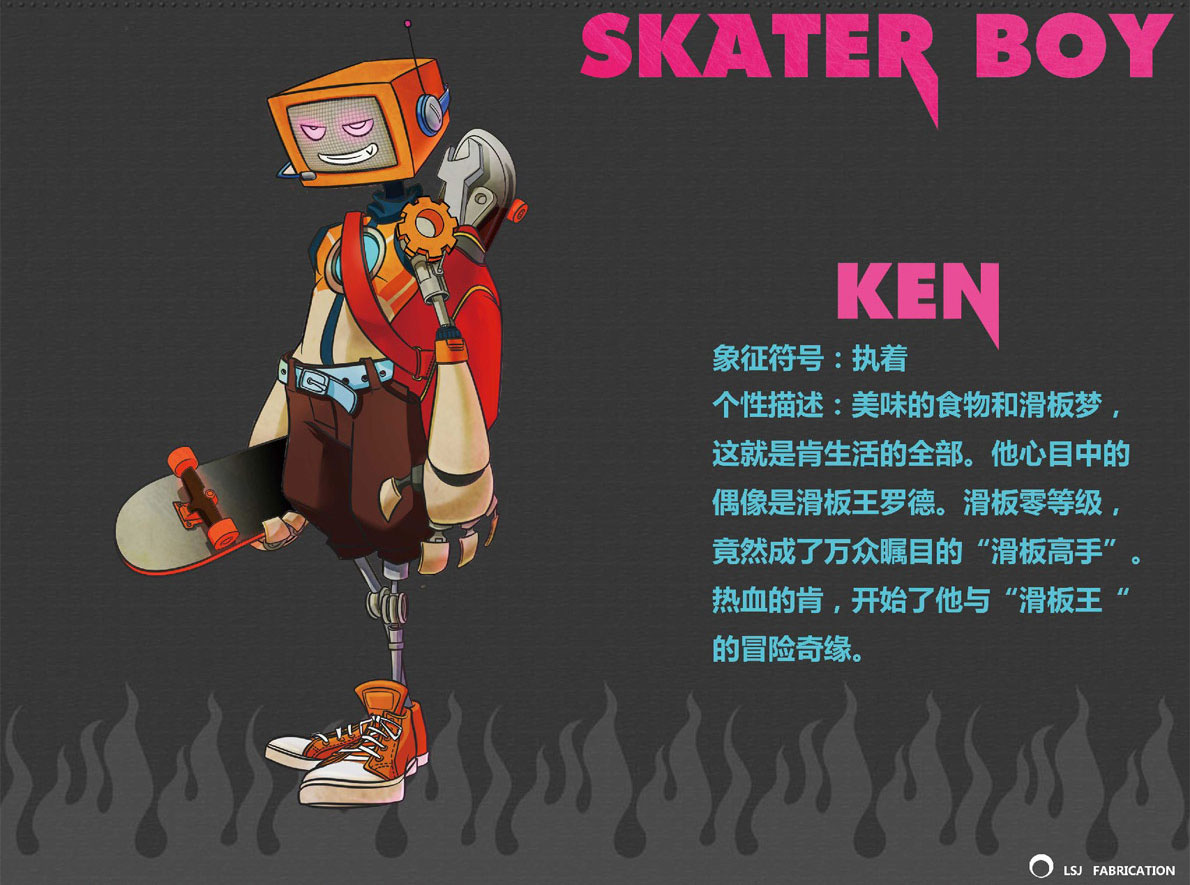 SKATER BOY
KEN
象征符号：执着
个性描述：美味的食物和滑板梦，
这就是肯生活的全部。他心目中的
偶像是滑板王罗德。滑板零等级，
竟然成了万众瞩目的“滑板高手”。
热血的肯，开始了他与“滑板王“
的冒险奇缘。
LSJ FABRICATION